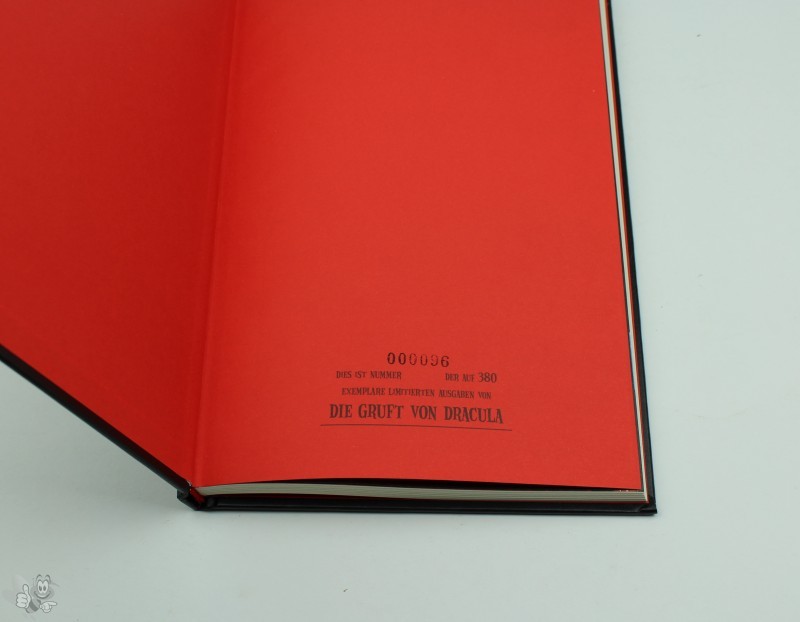 000096
DIES IST NUMMER DER AUF 380
EXEMPLARE LIMITIERTEN AUSGABEN VON
DIE GRUFT VON DRACULA